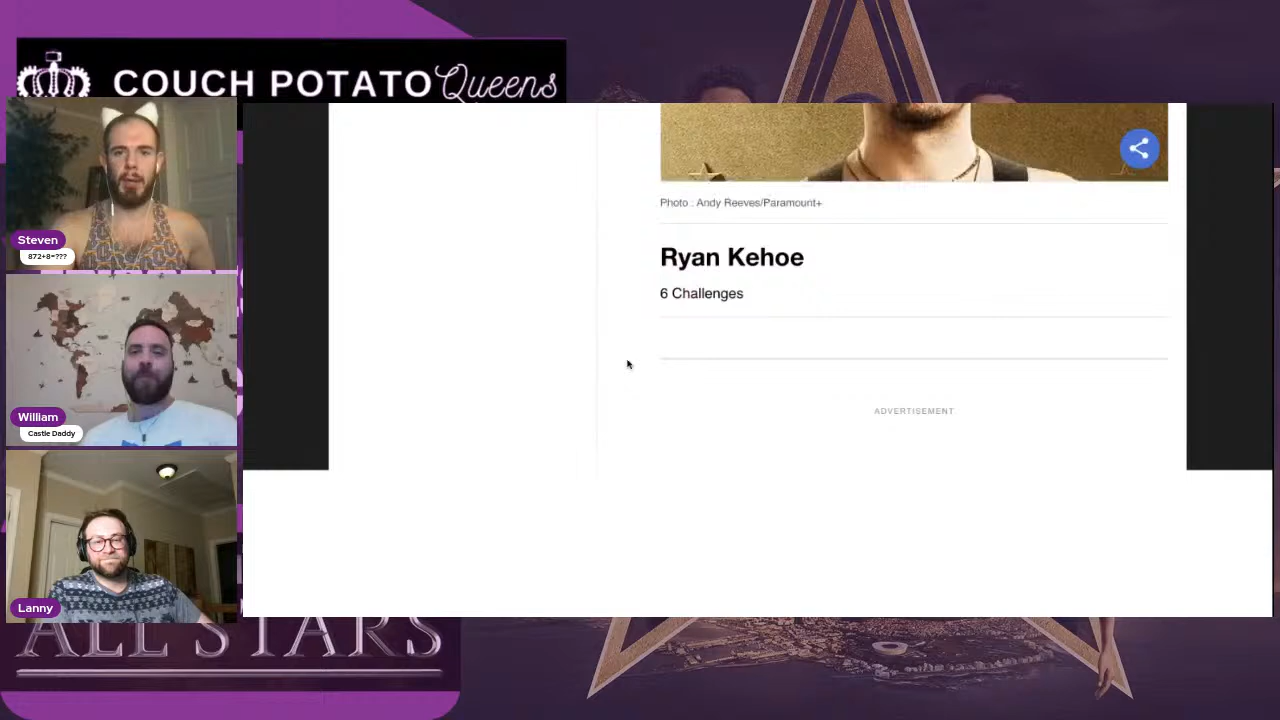 COUCH POTATO Queens
Steven
872+8=???
William
Castle Daddy
Lanny
Photo : Andy Reeves/Paramount+
Ryan Kehoe
6 Challenges
ADVERTISEMENT
ALL STARS